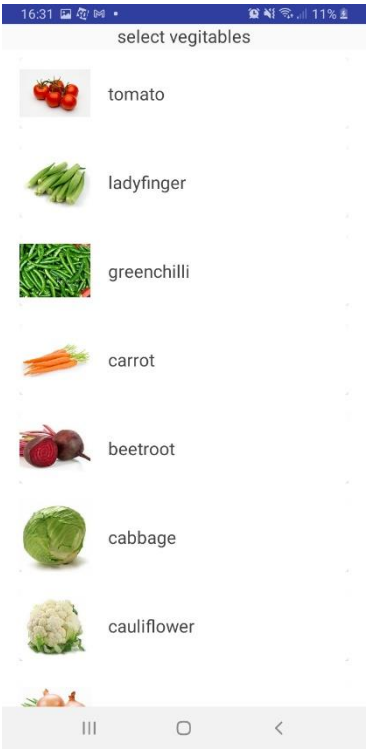 16:31 11%
select vegitables
tomato
ladyfinger
greenchilli
carrot
beetroot
cabbage
cauliflower